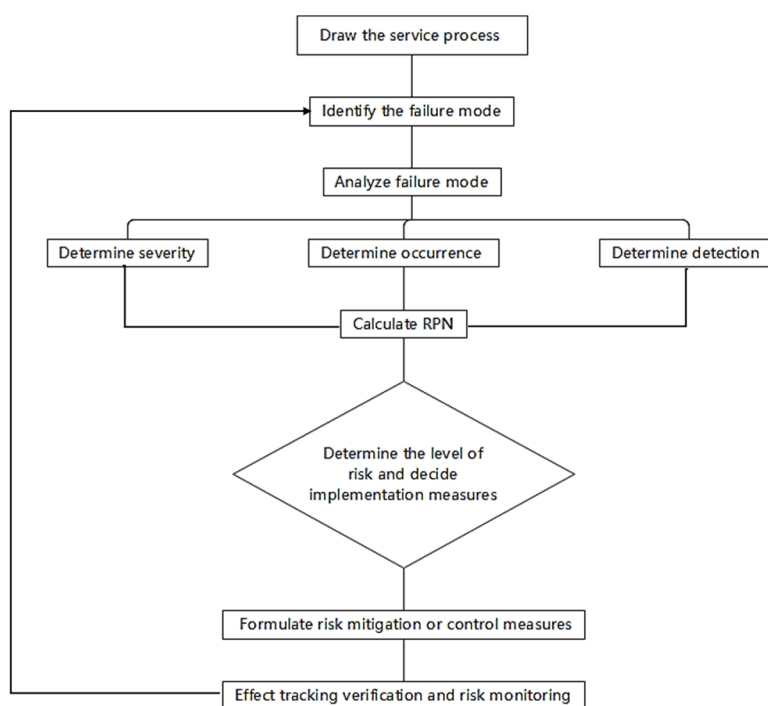 Draw the service process
Identify the failure mode
Analyze failure mode
Determine severity
Determine occurrence
Determine detection
Calculate RPN
Determine the level of
risk and decide
implementation measures
Formulate risk mitigation or control measures
Effect tracking verification and risk monitoring